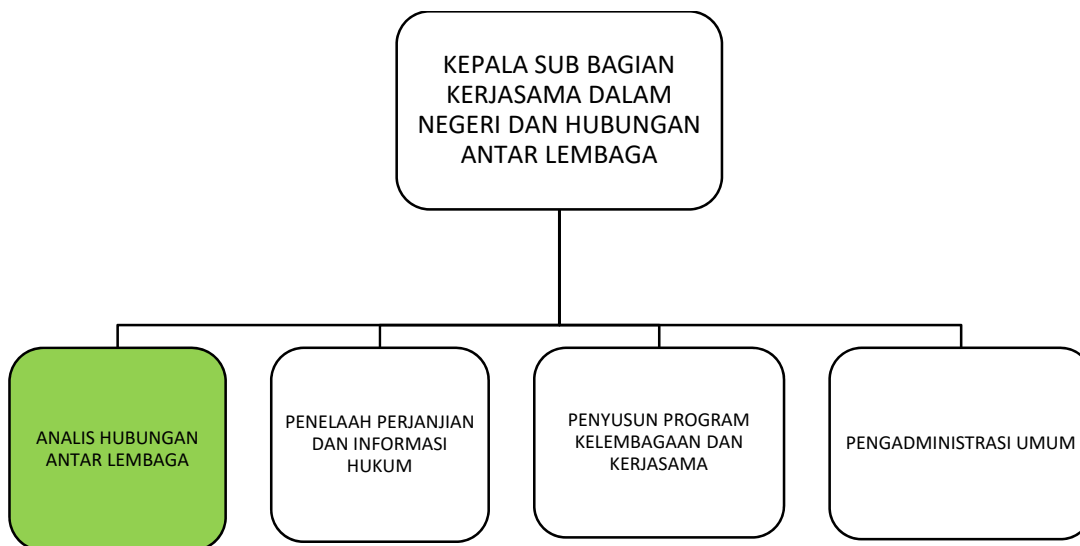 KEPALA SUB BAGIAN
KERJASAMA DALAM
NEGERI DAN HUBUNGAN
ANTAR LEMBAGA
ANALIS HUBUNGAN
ANTAR LEMBAGA
PENELAAH PERJANJIAN
DAN INFORMASI
HUKUM
PENYUSUN PROGRAM
KELEMBAGAAN DAN
KERJASAMA
PENGADMINISTRASI UMUM